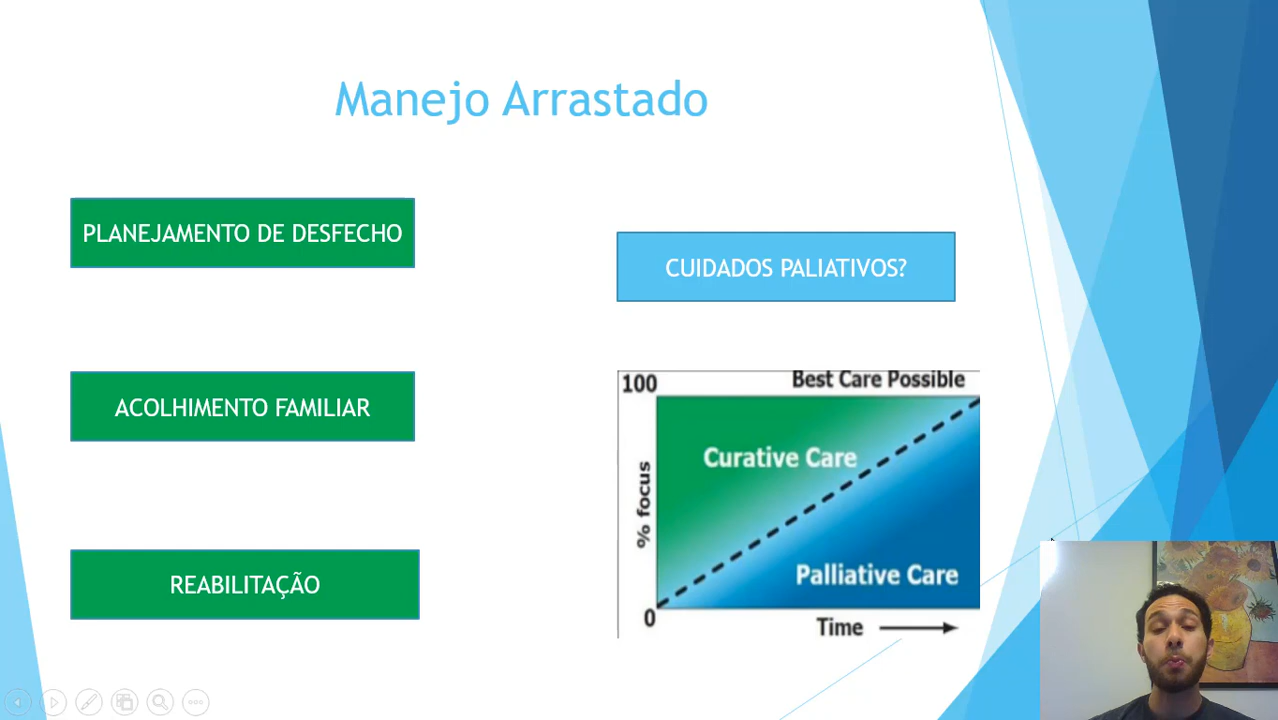 Manejo Arrastado
PLANEJAMENTO DE DESFECHO
ACOLHIMENTO FAMILIAR
REABILITAÇÃO
CUIDADOS PALIATIVOS?
100
Best Care Possible
Curative Care
% focus
Palliative Care
0
Time